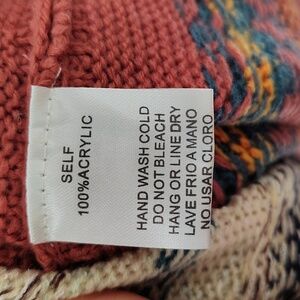 SELF
100%ACRYLIC
HAND WASH COLD
DO NOT BLEACH
HANG OR LINE DRY
LAVE FRIO A MANO
NO USAR CLORO